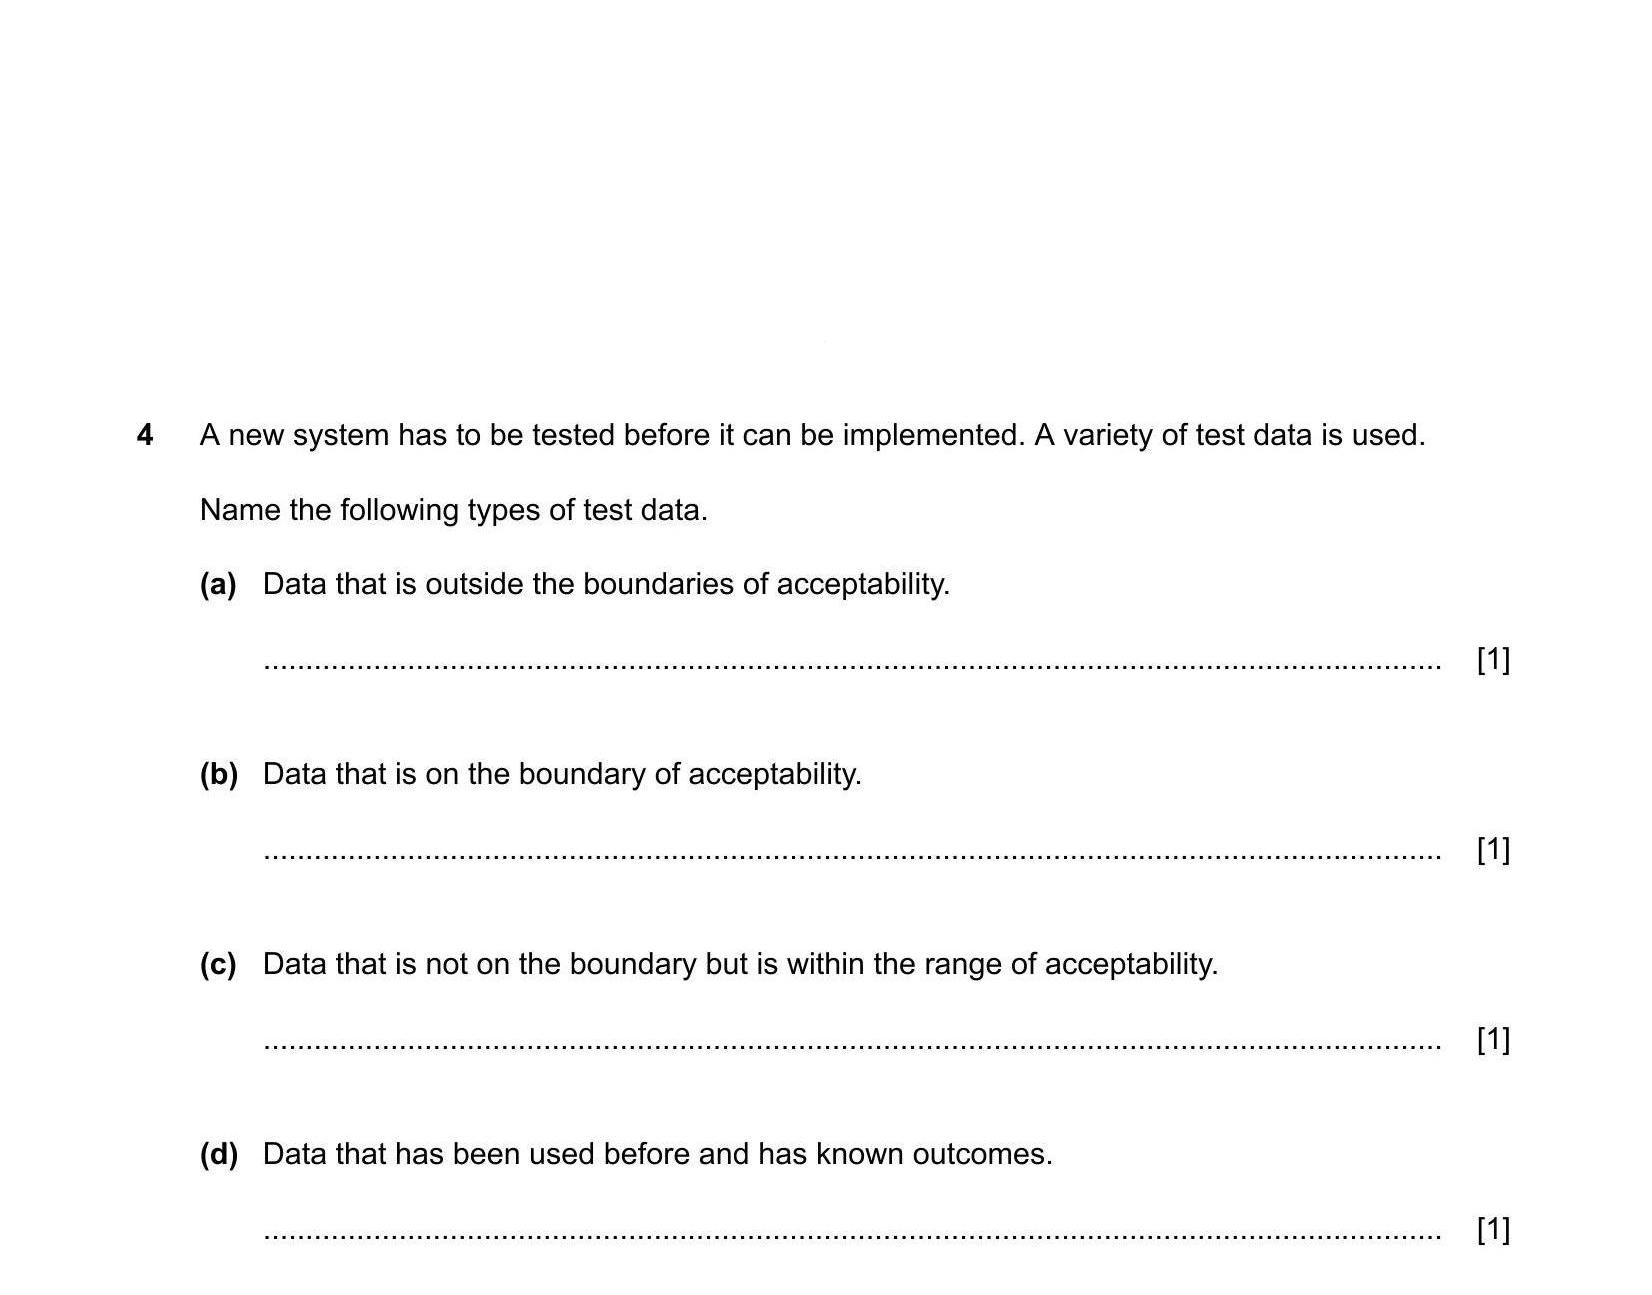 4 A new system has to be tested before it can be implemented. A variety of test data is used.
Name the following types of test data.
(a) Data that is outside the boundaries of acceptability.
.................................................................................................................................... [1]
(b) Data that is on the boundary of acceptability.
.................................................................................................................................... [1]
(c) Data that is not on the boundary but is within the range of acceptability.
.................................................................................................................................... [1]
(d) Data that has been used before and has known outcomes.
.................................................................................................................................... [1]